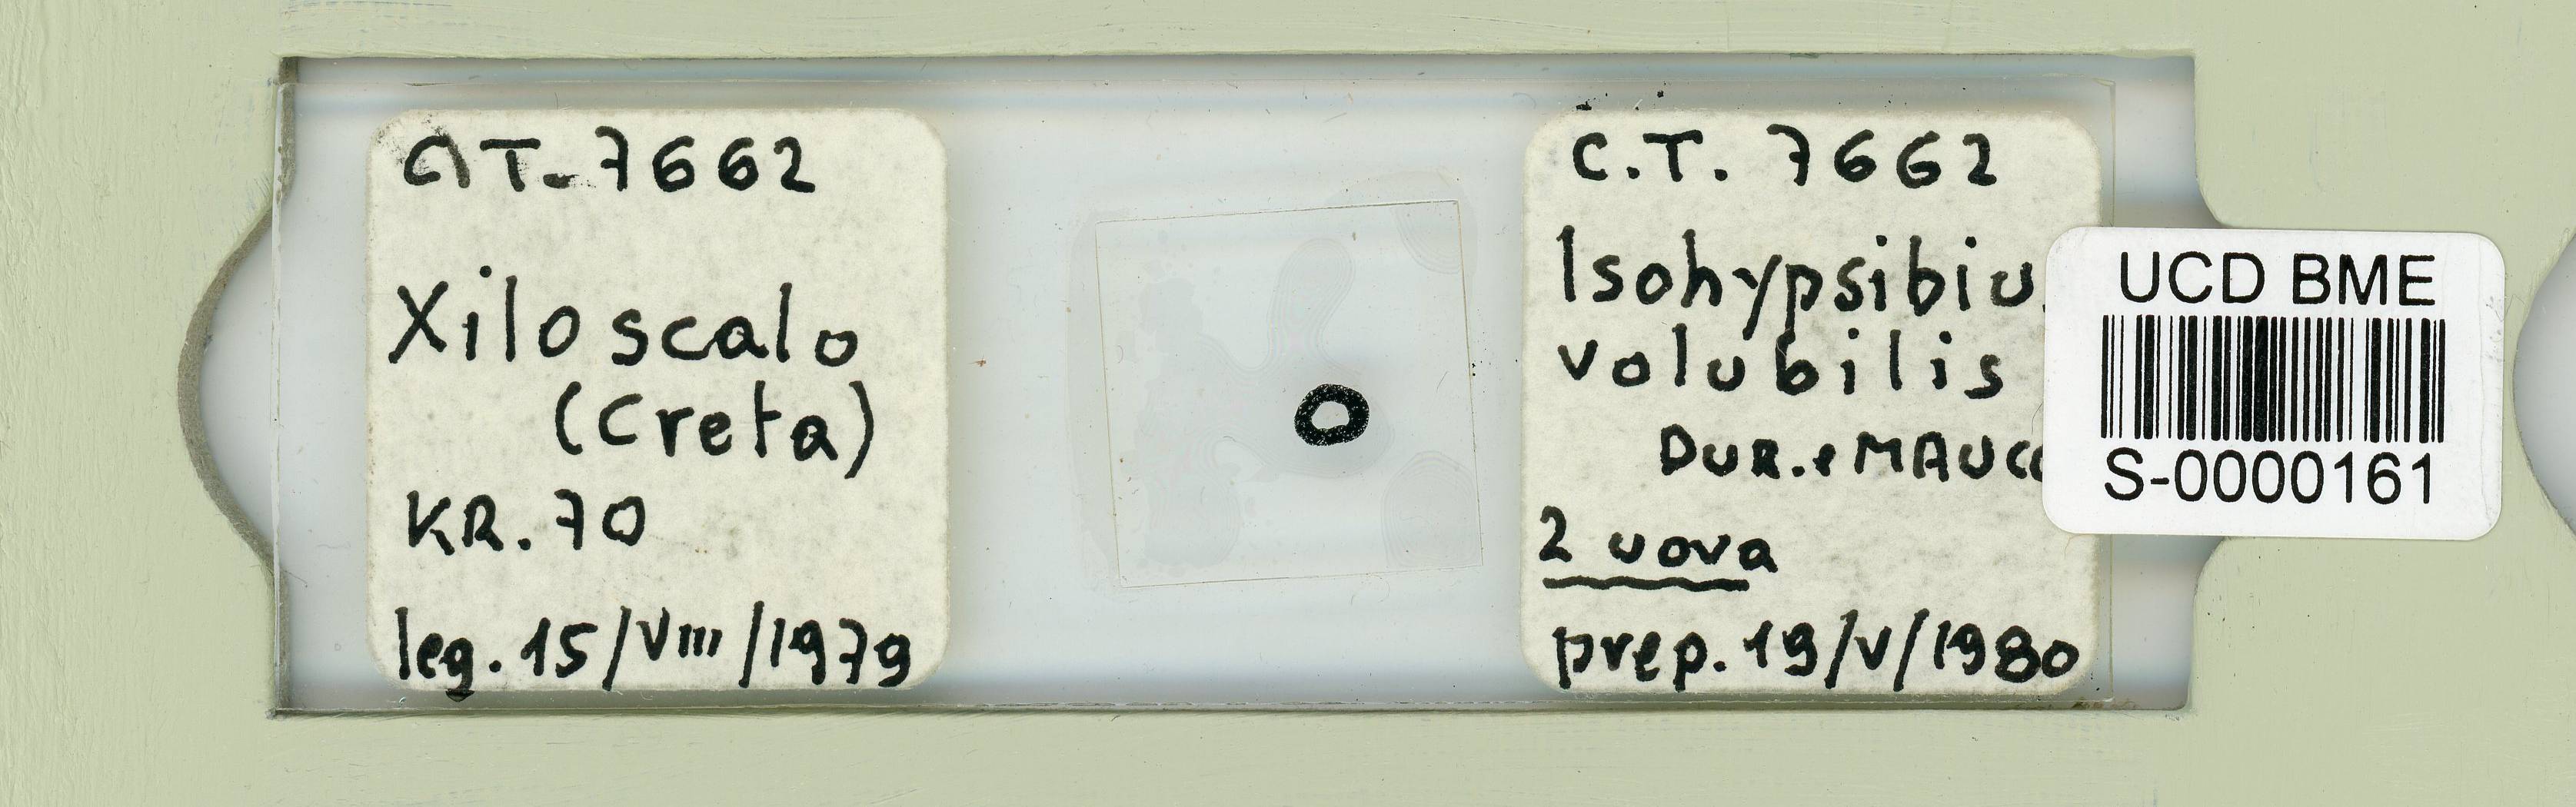 C.T. 7662
Xiloscalo
(Creta)
KR. 70
leg. 15/VIII/1979
C.T. 7662
Isohypsibiu
volubilis
DUR. e MAUCC
2 uova
prep. 19/V/1980
UCD BME
S-0000161